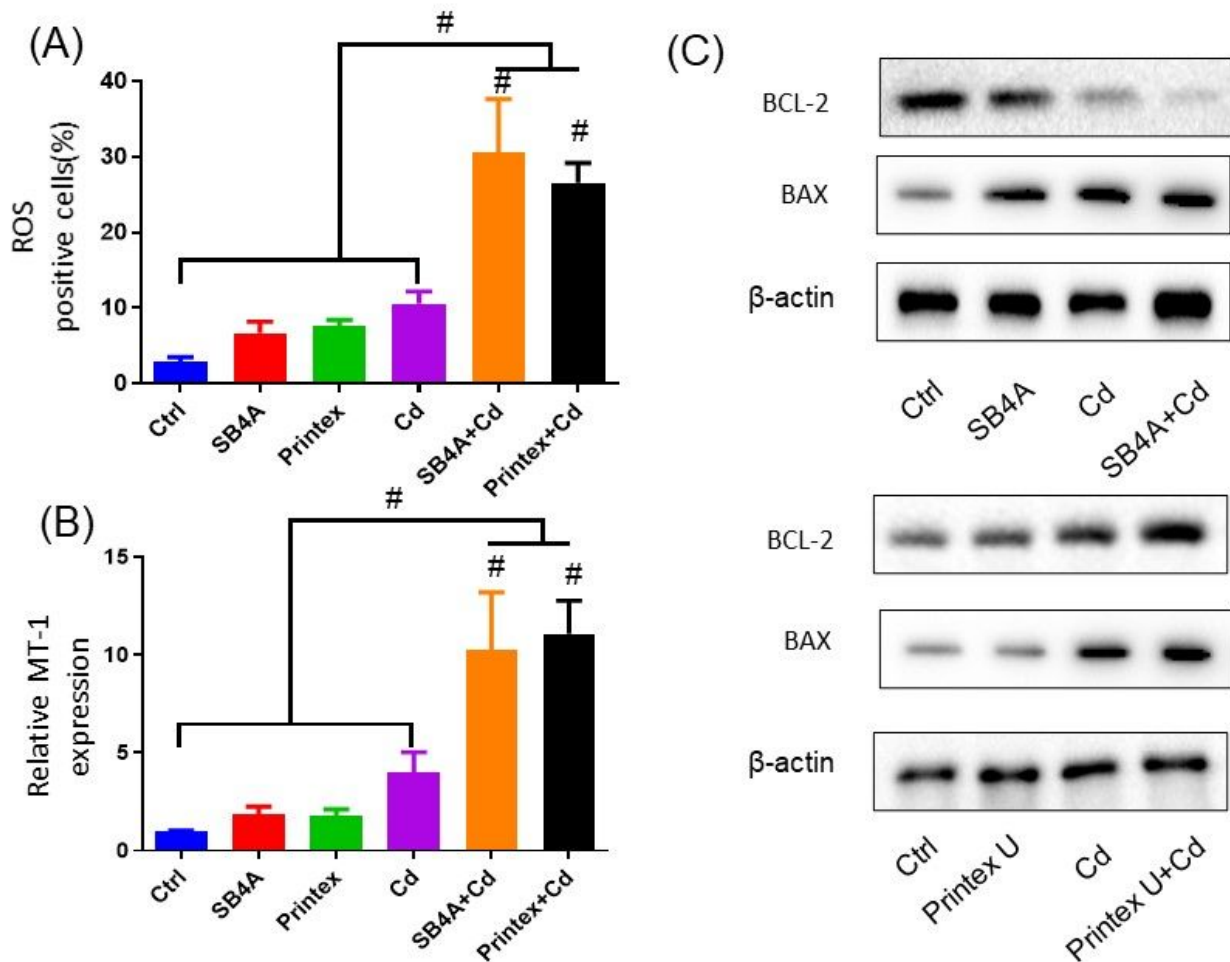 (A)
#
40
30
20
10
0
ROS
positive cells(%)
#
#
Ctrl
SB4A
Printex
Cd
SB4A+Cd
Printex+Cd
(B)
#
15
10
5
0
Relative MT-1
expression
#
#
Ctrl
SB4A
Printex
Cd
SB4A+Cd
Printex+Cd
(C)
BCL-2
BAX
β-actin
Ctrl
SB4A
Cd
SB4A+Cd
BCL-2
BAX
β-actin
Ctrl
Printex U
Cd
Printex U+Cd